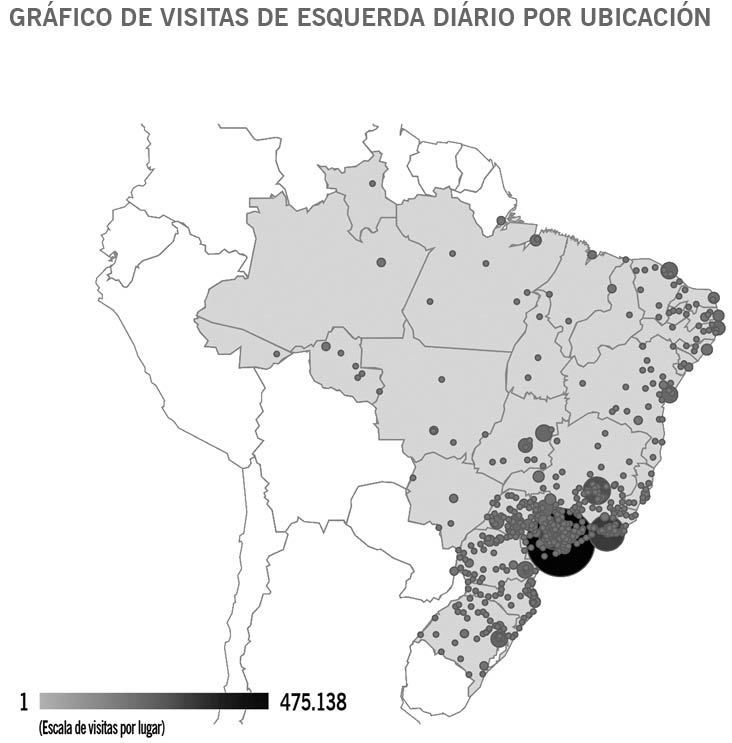 GRÁFICO DE VISITAS DE ESQUERDA DIÁRIO POR UBICACIÓN
1 475.138
(Escala de visitas por lugar)